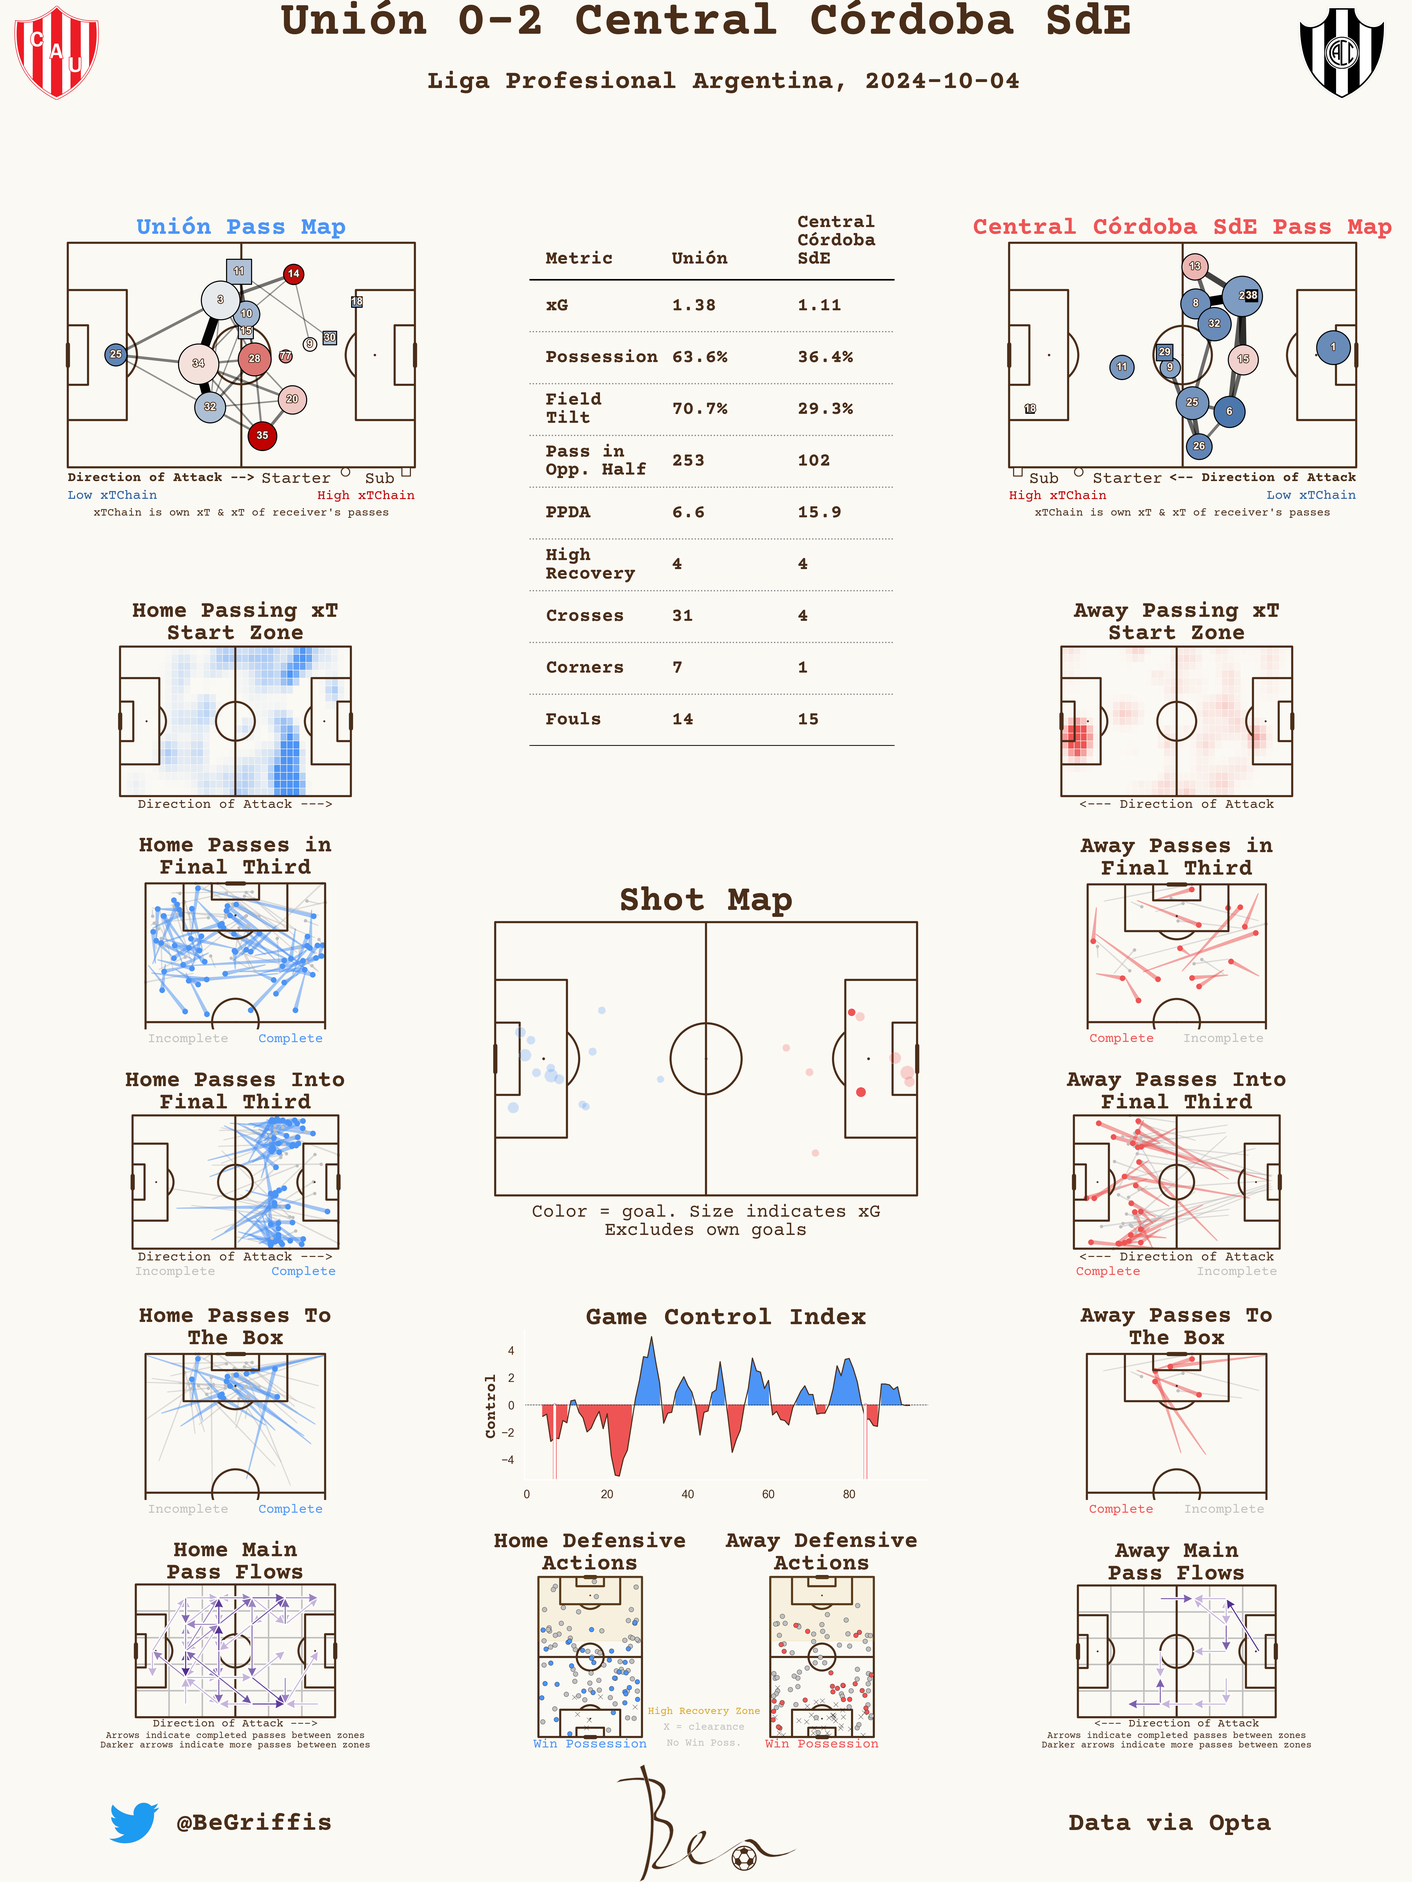 Unión 0-2 Central Córdoba SdE
Liga Profesional Argentina, 2024-10-04
C
A
U
Unión Pass Map
11
14
3
10
18
15
30
9
25
34
28
77
20
32
35
Direction of Attack --> Starter Sub
Low xTChain High xTChain
xTChain is own xT & xT of receiver's passes
Metric Unión Central Córdoba SdE
xG 1.38 1.11
Possession 63.6% 36.4%
Field Tilt 70.7% 29.3%
Pass in Opp. Half 253 102
PPDA 6.6 15.9
High Recovery 4 4
Crosses 31 4
Corners 7 1
Fouls 14 15
Central Córdoba SdE Pass Map
13
38
8
32
1
29
15
11
9
25
6
18
26
Sub Starter <-- Direction of Attack
High xTChain Low xTChain
xTChain is own xT & xT of receiver's passes
Home Passing xT
Start Zone
Direction of Attack --->
Away Passing xT
Start Zone
<--- Direction of Attack
Home Passes in
Final Third
Incomplete Complete
Away Passes in
Final Third
Complete Incomplete
Shot Map
Color = goal. Size indicates xG
Excludes own goals
Home Passes Into
Final Third
Direction of Attack --->
Incomplete Complete
Away Passes Into
Final Third
<--- Direction of Attack
Complete Incomplete
Home Passes To
The Box
Incomplete Complete
Game Control Index
Control
4
2
0
−2
−4
0 20 40 60 80
Away Passes To
The Box
Complete Incomplete
Home Main
Pass Flows
Direction of Attack --->
Arrows indicate completed passes between zones
Darker arrows indicate more passes between zones
Home Defensive
Actions
Win Possession
Away Defensive
Actions
Win Possession
High Recovery Zone
X = clearance
No Win Poss.
Away Main
Pass Flows
<--- Direction of Attack
Arrows indicate completed passes between zones
Darker arrows indicate more passes between zones
@BeGriffis
Ben
Data via Opta